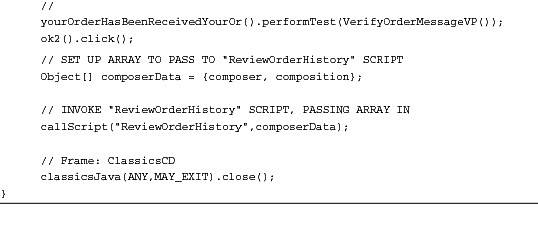 //
yourOrderHasBeenReceivedYourOr().performTest(VerifyOrderMessageVP());
ok2().click();
// SET UP ARRAY TO PASS TO "ReviewOrderHistory" SCRIPT
Object[] composerData = {composer, composition};
// INVOKE "ReviewOrderHistory" SCRIPT, PASSING ARRAY IN
callScript("ReviewOrderHistory",composerData);
// Frame: ClassicsCD
classicsJava(ANY,MAY_EXIT).close();
}